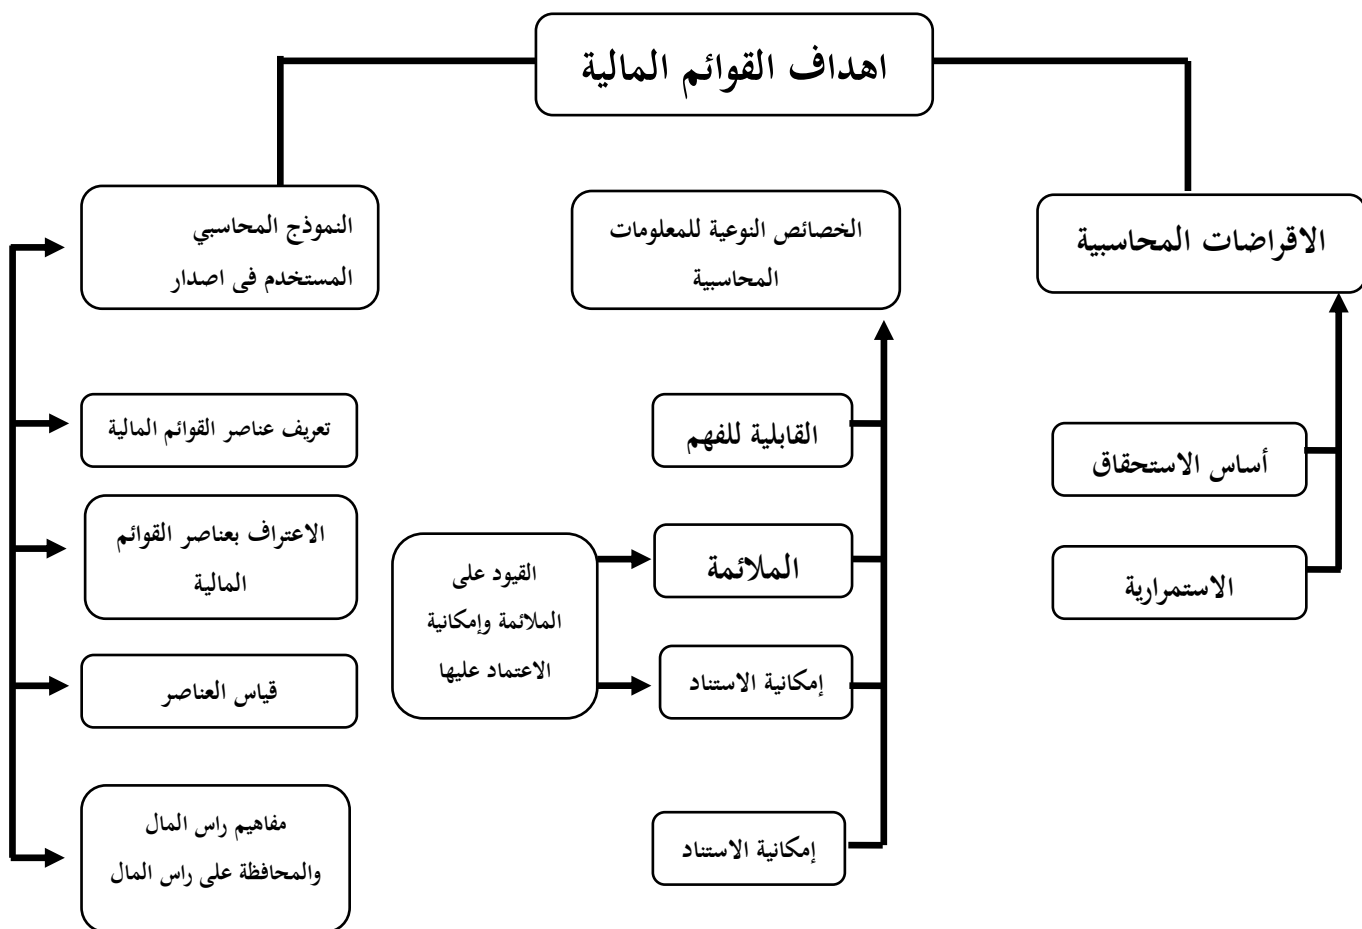 اهداف القوائم المالية
الاقراضات المحاسبية
أساس الاستحقاق
الاستمرارية
الخصائص النوعية للمعلومات
المحاسبية
القابلية للفهم
الملائمة
إمكانية الاستناد
إمكانية الاستناد
القيود على
الملائمة وإمكانية
الاعتماد عليها
النموذج المحاسبي
المستخدم فى اصدار
تعريف عناصر القوائم المالية
الاعتراف بعناصر القوائم
المالية
قياس العناصر
مفاهيم راس المال
والمحافظة على راس المال